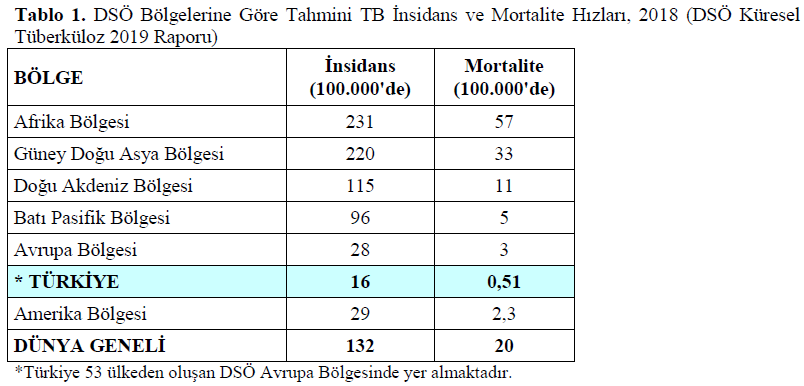 Tablo 1. DSÖ Bölgelerine Göre Tahmini TB İnsidans ve Mortalite Hızları, 2018 (DSÖ Küresel
Tüberküloz 2019 Raporu)
BÖLGE İnsidans (100.000'de) Mortalite (100.000'de)
Afrika Bölgesi 231 57
Güney Doğu Asya Bölgesi 220 33
Doğu Akdeniz Bölgesi 115 11
Batı Pasifik Bölgesi 96 5
Avrupa Bölgesi 28 3
* TÜRKİYE 16 0,51
Amerika Bölgesi 29 2,3
DÜNYA GENELİ 132 20
*Türkiye 53 ülkeden oluşan DSÖ Avrupa Bölgesinde yer almaktadır.